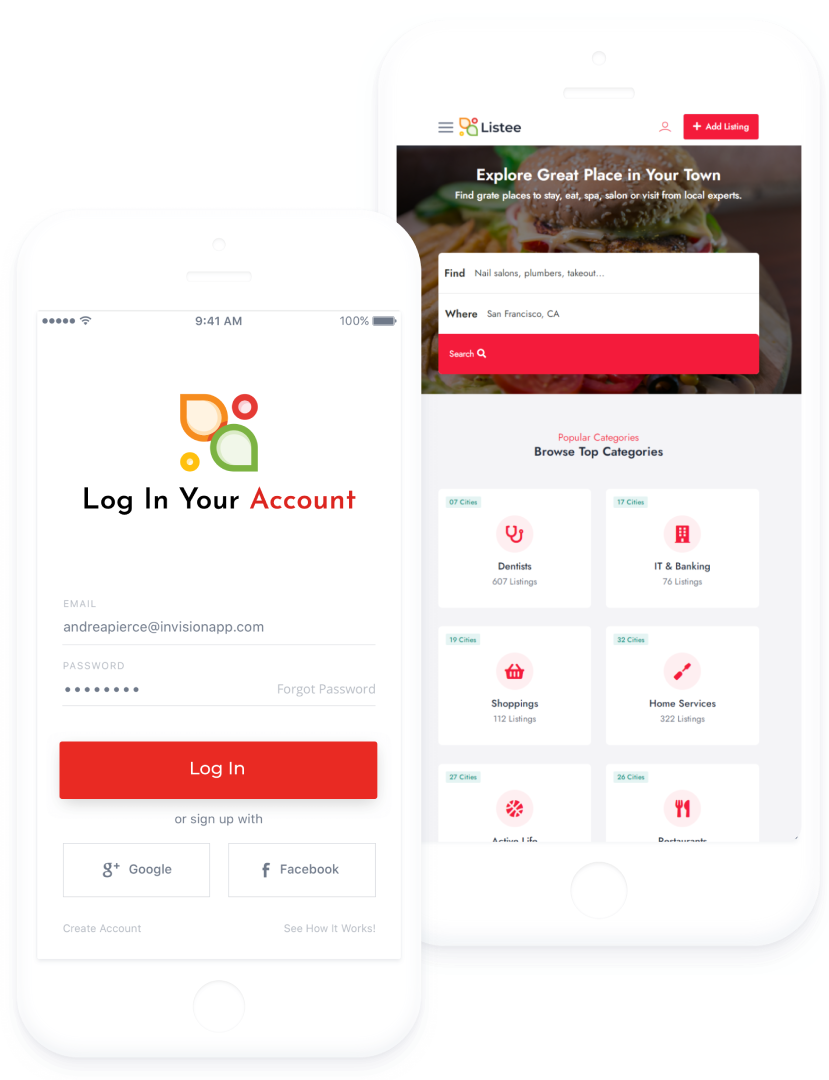 Listee
+ Add Listing
Explore Great Place in Your Town
Find grate places to stay, eat, spa, salon or visit from local experts.
Find Nail salons, plumbers, takeout...
Where San Francisco, CA
Search
Popular Categories
Browse Top Categories
07 Cities
Dentists
607 Listings
17 Cities
IT & Banking
76 Listings
19 Cities
Shoppings
112 Listings
32 Cities
Home Services
322 Listings
27 Cities
Active Life
26 Cities
Restaurants
9:41 AM
100%
Log In Your Account
EMAIL
andreapierce@invisionapp.com
PASSWORD
Forgot Password
Log In
or sign up with
g+ Google
f Facebook
Create Account
See How It Works!